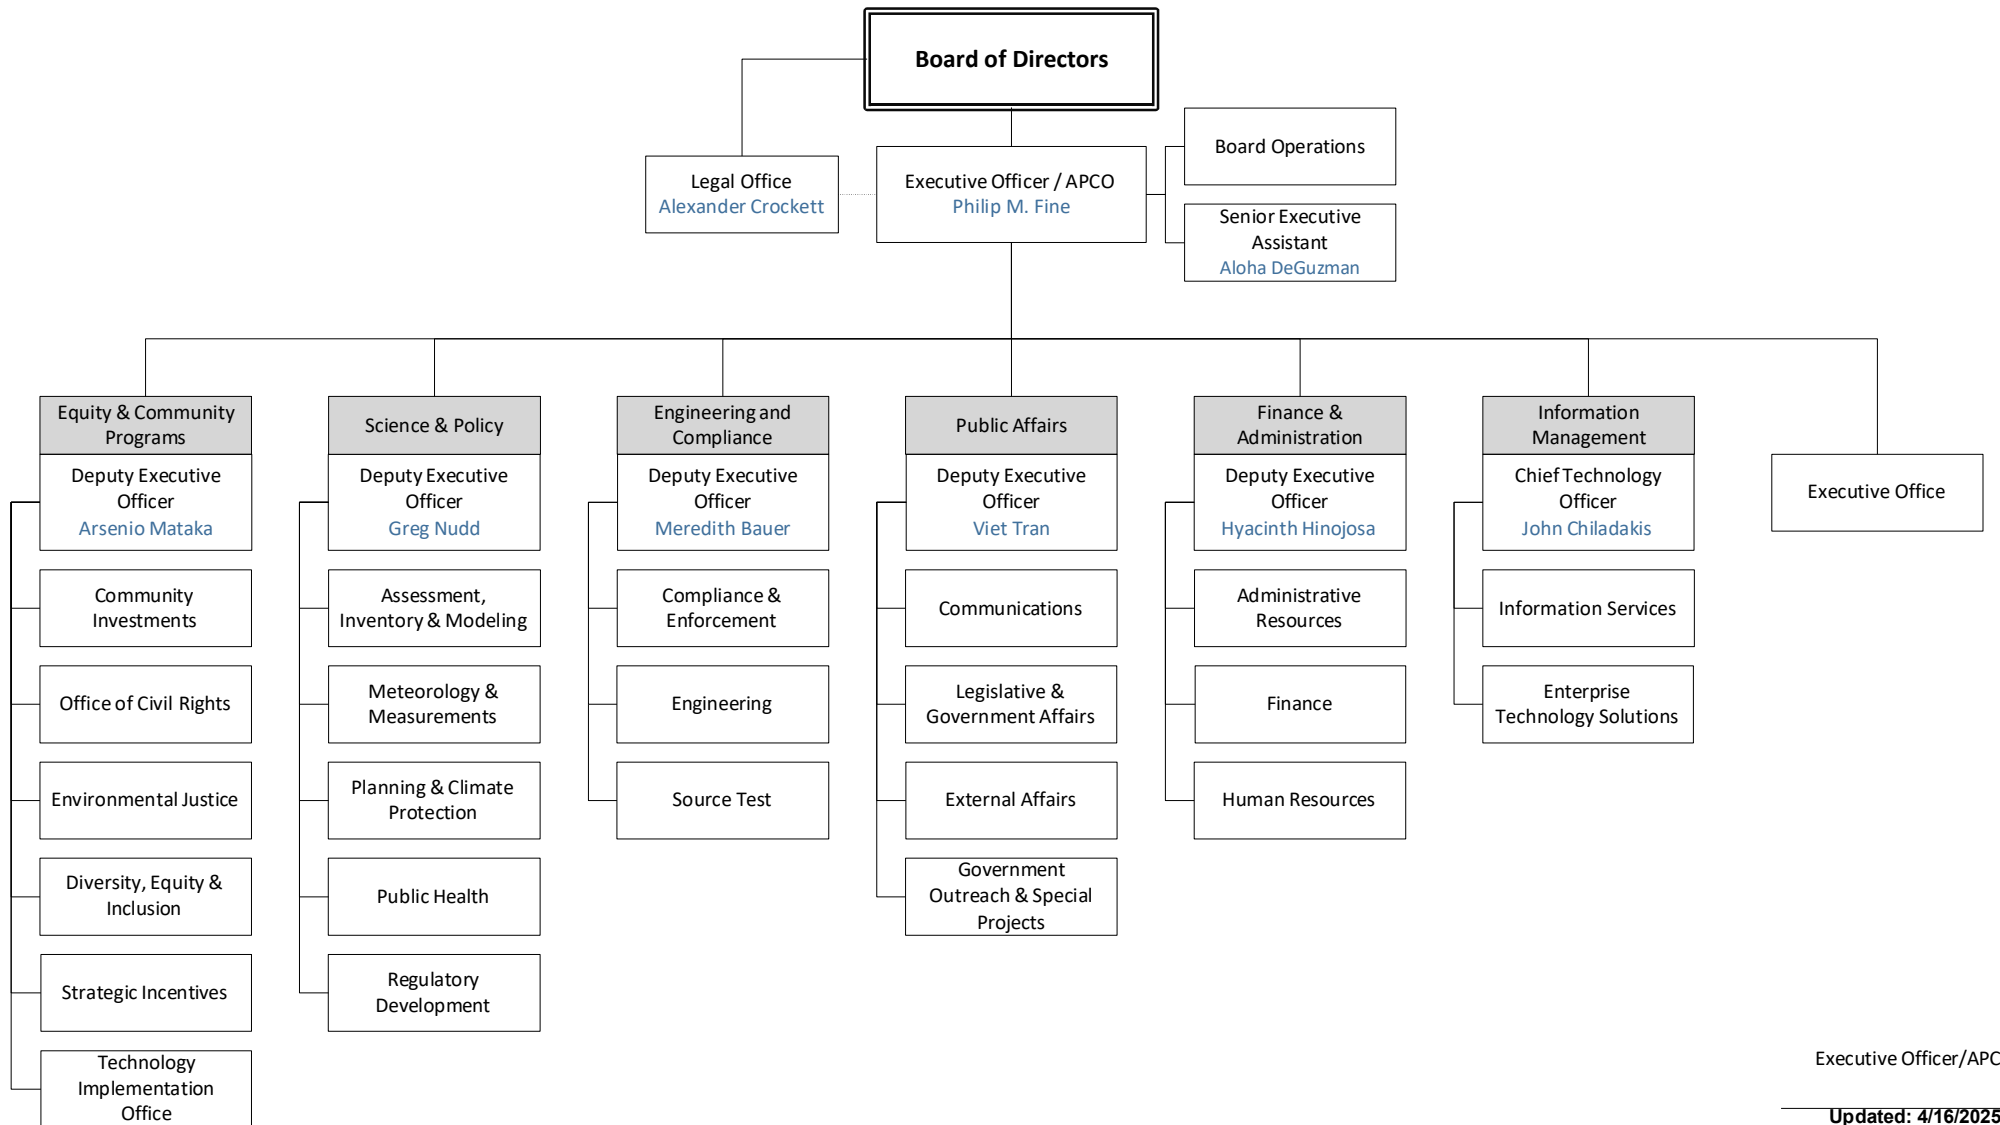 Board of Directors
Board Operations
Legal Office
Alexander Crockett
Executive Officer / APCO
Philip M. Fine
Senior Executive
Assistant
Aloha DeGuzman
Equity & Community
Programs
Deputy Executive
Officer
Arsenio Mataka
Community
Investments
Office of Civil Rights
Environmental Justice
Diversity, Equity &
Inclusion
Strategic Incentives
Technology
Implementation
Office
Science & Policy
Deputy Executive
Officer
Greg Nudd
Assessment,
Inventory & Modeling
Meteorology &
Measurements
Planning & Climate
Protection
Public Health
Regulatory
Development
Engineering and
Compliance
Deputy Executive
Officer
Meredith Bauer
Compliance &
Enforcement
Engineering
Source Test
Public Affairs
Deputy Executive
Officer
Viet Tran
Communications
Legislative &
Government Affairs
External Affairs
Government
Outreach & Special
Projects
Finance &
Administration
Deputy Executive
Officer
Hyacinth Hinojosa
Administrative
Resources
Finance
Human Resources
Information
Management
Chief Technology
Officer
John Chiladakis
Information Services
Enterprise
Technology Solutions
Executive Office
Executive Officer/APC
Updated: 4/16/2025